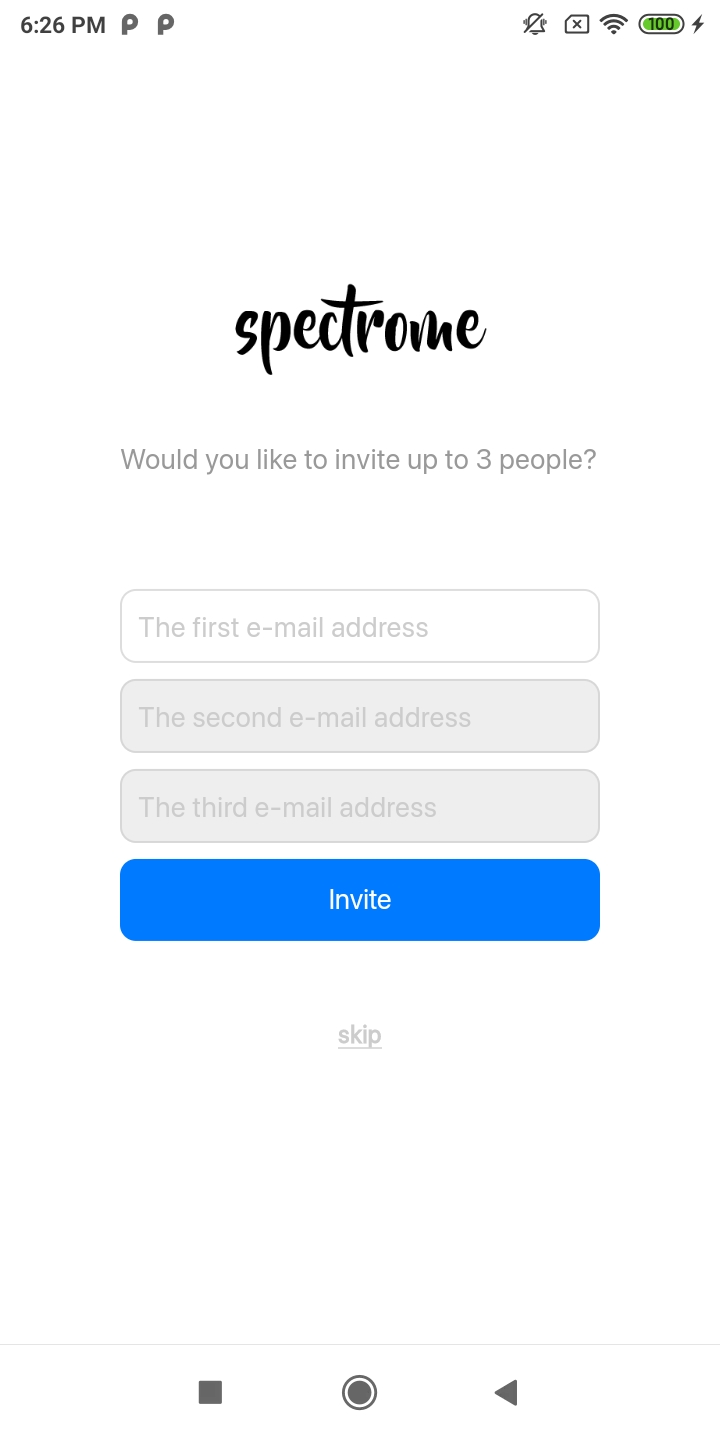 6:26 PM
100
spectrome
Would you like to invite up to 3 people?
The first e-mail address
The second e-mail address
The third e-mail address
Invite
skip